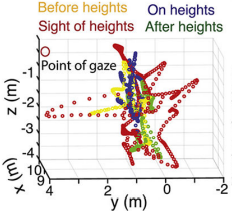 Before heights On heights
Sight of heights After heights
Point of gaze
z (m)
-1
-2
-3
-4
x (m)
10
9
4 2 0 -2
y (m)